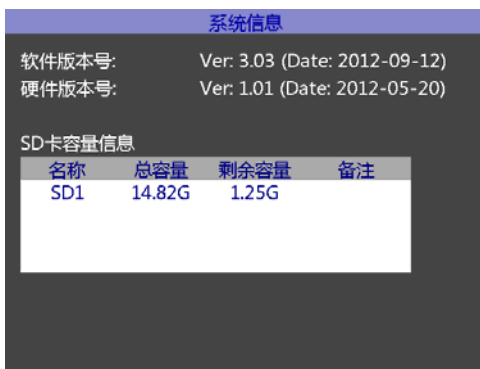 系统信息
软件版本号: Ver: 3.03 (Date: 2012-09-12)
硬件版本号: Ver: 1.01 (Date: 2012-05-20)
SD卡容量信息
名称 总容量 剩余容量 备注
SD1 14.82G 1.25G